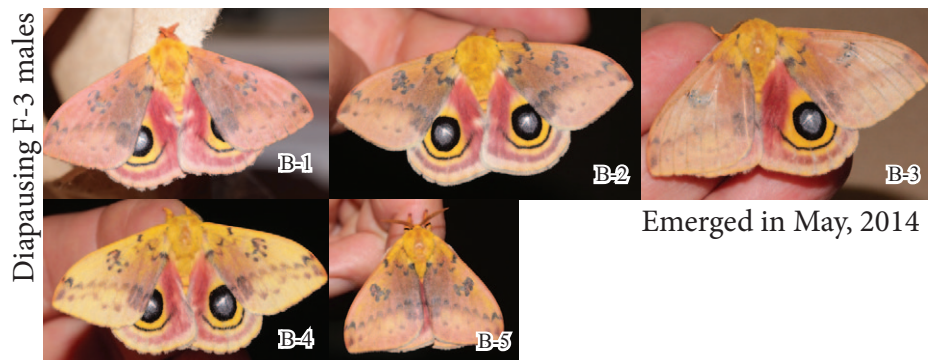 Diapausing F-3 males
B-1
B-2
B-3
Emerged in May, 2014
B-4
B-5